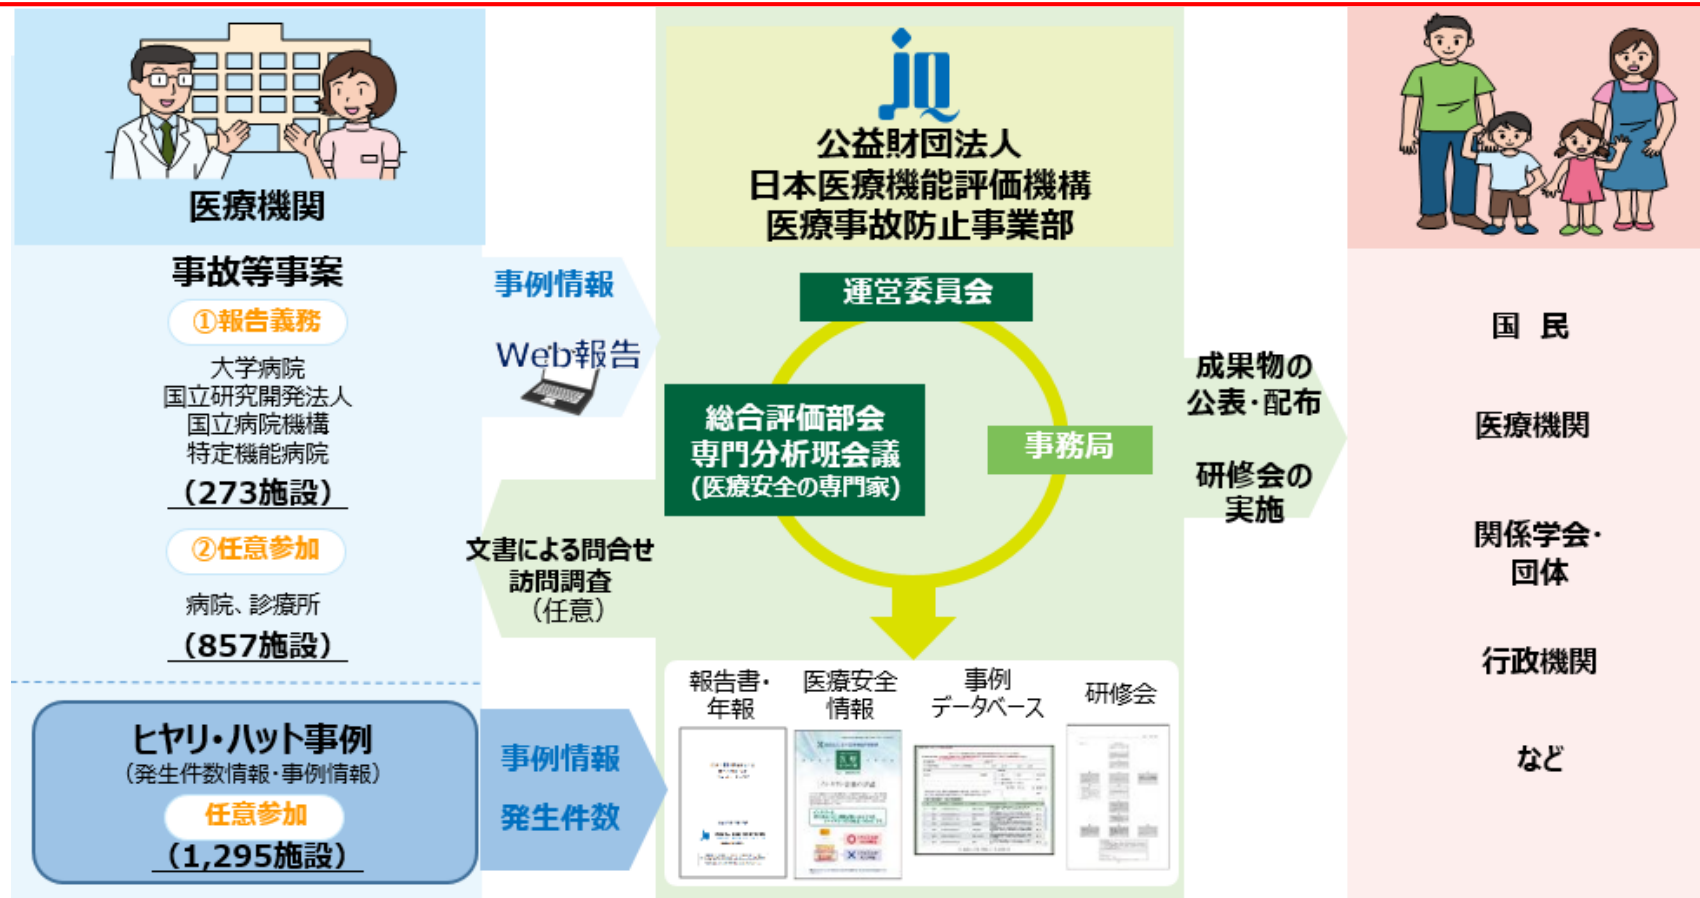 医療機関
事故等事案
①報告義務
大学病院
国立研究開発法人
国立病院機構
特定機能病院
（273施設）
②任意参加
病院、診療所
（857施設）
ヒヤリ・ハット事例
（発生件数情報・事例情報）
任意参加
（1,295施設）
事例情報
Web報告
文書による問合せ
訪問調査
（任意）
事例情報
発生件数
jQ
公益財団法人
日本医療機能評価機構
医療事故防止事業部
運営委員会
総合評価部会
専門分析班会議
(医療安全の専門家)
事務局
報告書・
年報
医療安全
情報
事例
データベース
研修会
成果物の
公表・配布
研修会の
実施
国 民
医療機関
関係学会・
団体
行政機関
など